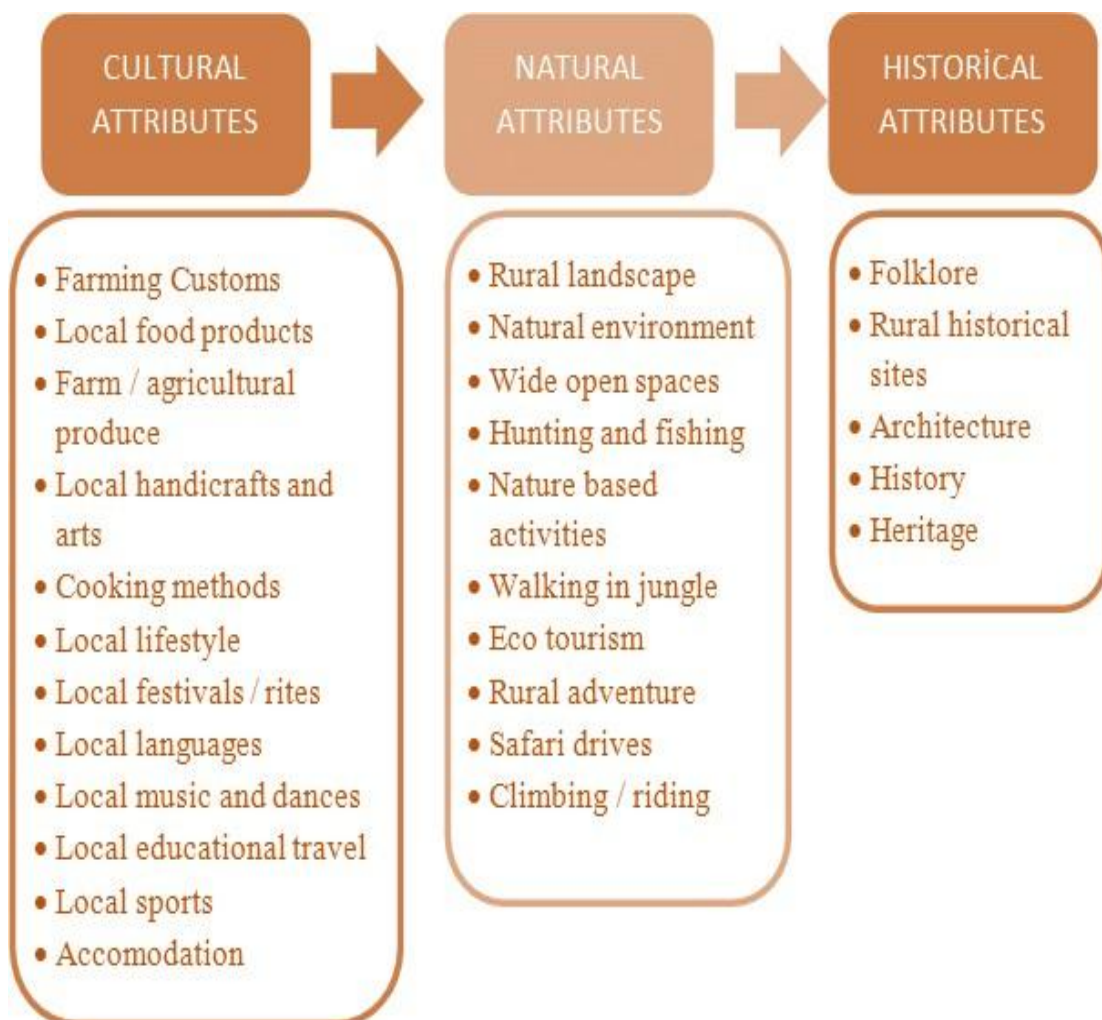 CULTURAL
ATTRIBUTES
NATURAL
ATTRIBUTES
HISTORİCAL
ATTRIBUTES
• Farming Customs
• Local food products
• Farm / agricultural
produce
• Local handicrafts and
arts
• Cooking methods
• Local lifestyle
• Local festivals / rites
• Local languages
• Local music and dances
• Local educational travel
• Local sports
• Accomodation
• Rural landscape
• Natural environment
• Wide open spaces
• Hunting and fishing
• Nature based
activities
• Walking in jungle
• Eco tourism
• Rural adventure
• Safari drives
• Climbing / riding
• Folklore
• Rural historical
sites
• Architecture
• History
• Heritage